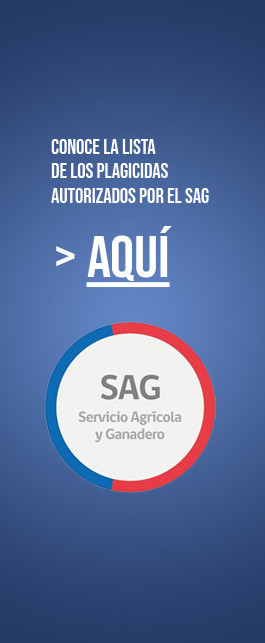 CONOCE LA LISTA
DE LOS PLAGICIDAS
AUTORIZADOS POR EL SAG
> AQUÍ
SAG
Servicio Agrícola
y Ganadero